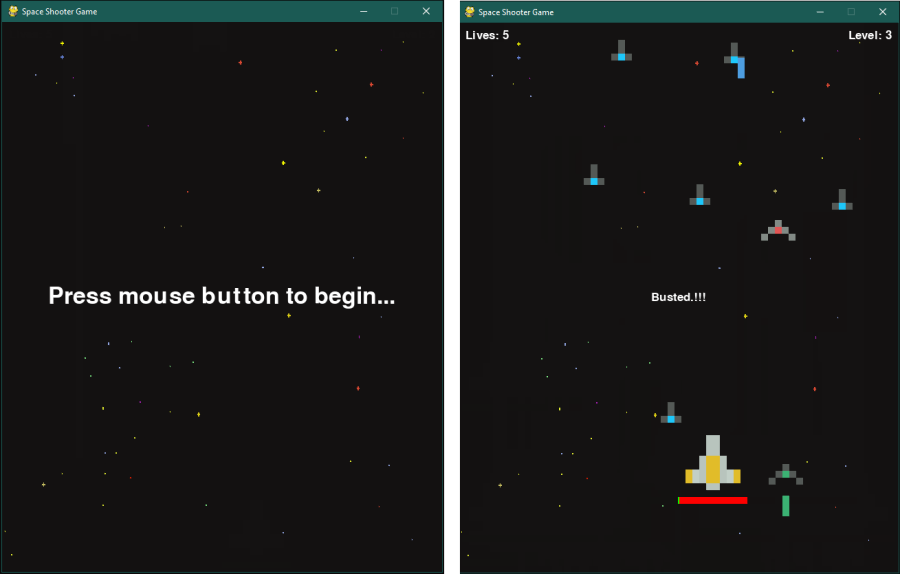 Space Shooter Game
Press mouse button to begin...
Space Shooter Game
Lives: 5
Level: 3
Busted.!!!